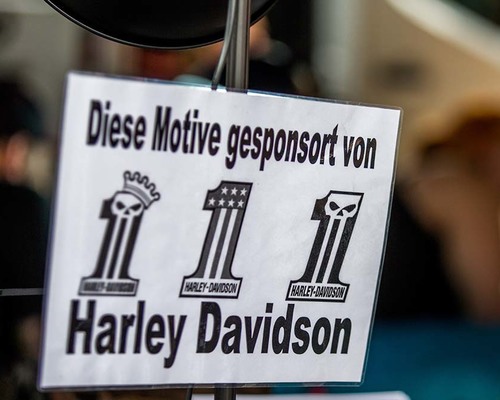 Diese Motive gesponsort von
HARLEY-DAVIDSON HARLEY-DAVIDSON HARLEY-DAVIDSON
Harley Davidson